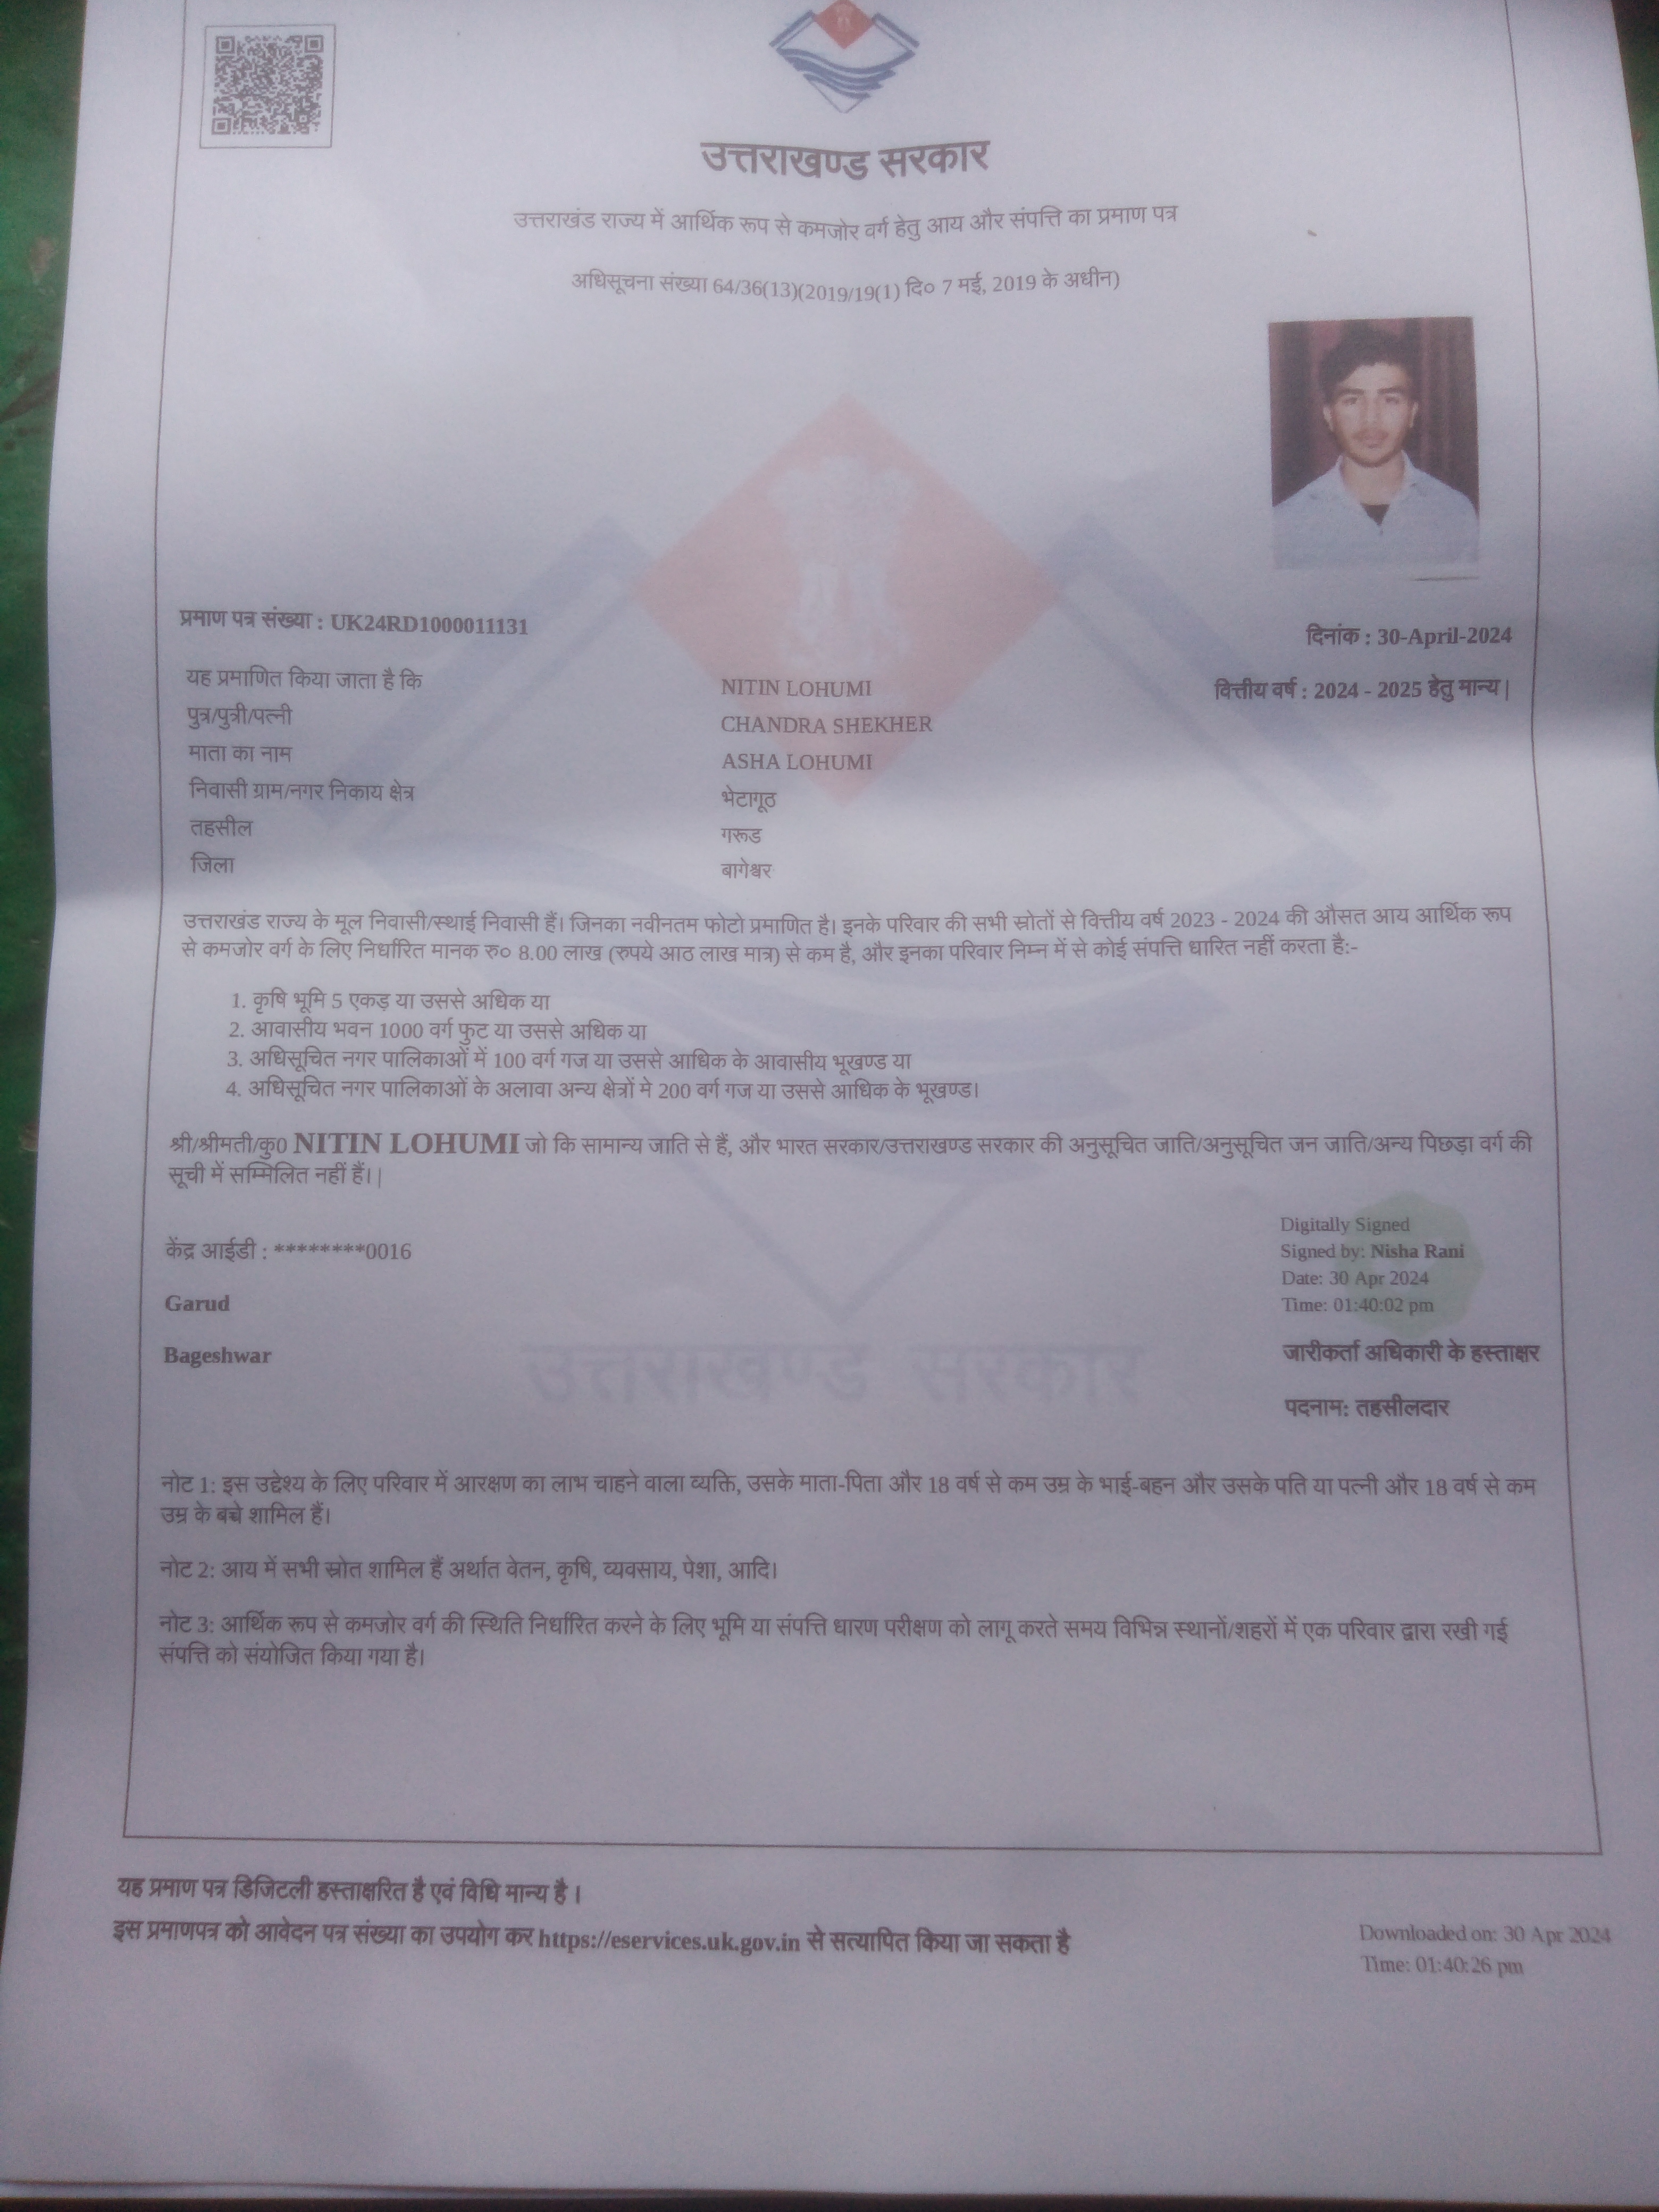 उत्तराखण्ड सरकार
उत्तराखंड राज्य में आर्थिक रूप से कमजोर वर्ग हेतु आय और संपत्ति का प्रमाण पत्र
अधिसूचना संख्या 64/36(13)(2019/19(1) दि० 7 मई, 2019 के अधीन)
प्रमाण पत्र संख्या : UK24RD1000011131
दिनांक : 30-April-2024
यह प्रमाणित किया जाता है कि NITIN LOHUMI
वित्तीय वर्ष : 2024 - 2025 हेतु मान्य|
पुत्र/पुत्री/पत्नी CHANDRA SHEKHER
माता का नाम ASHA LOHUMI
निवासी ग्राम/नगर निकाय क्षेत्र भेटागूठ
तहसील गरूड
जिला बागेश्वर
उत्तराखंड राज्य के मूल निवासी/स्थाई निवासी हैं। जिनका नवीनतम फोटो प्रमाणित है। इनके परिवार की सभी स्रोतों से वित्तीय वर्ष 2023 - 2024 की औसत आय आर्थिक रूप
से कमजोर वर्ग के लिए निर्धारित मानक रु० 8.00 लाख (रुपये आठ लाख मात्र) से कम है, और इनका परिवार निम्न में से कोई संपत्ति धारित नहीं करता है:-
1. कृषि भूमि 5 एकड़ या उससे अधिक या
2. आवासीय भवन 1000 वर्ग फुट या उससे अधिक या
3. अधिसूचित नगर पालिकाओं में 100 वर्ग गज या उससे आधिक के आवासीय भूखण्ड या
4. अधिसूचित नगर पालिकाओं के अलावा अन्य क्षेत्रों मे 200 वर्ग गज या उससे आधिक के भूखण्ड।
श्री/श्रीमती/कु0 NITIN LOHUMI जो कि सामान्य जाति से हैं, और भारत सरकार/उत्तराखण्ड सरकार की अनुसूचित जाति/अनुसूचित जन जाति/अन्य पिछड़ा वर्ग की
सूची में सम्मिलित नहीं हैं।|
केंद्र आईडी : ********0016
Garud
Bageshwar
Digitally Signed
Signed by: Nisha Rani
Date: 30 Apr 2024
Time: 01:40:02 pm
जारीकर्ता अधिकारी के हस्ताक्षर
पदनाम: तहसीलदार
उत्तराखण्ड सरकार
नोट 1: इस उद्देश्य के लिए परिवार में आरक्षण का लाभ चाहने वाला व्यक्ति, उसके माता-पिता और 18 वर्ष से कम उम्र के भाई-बहन और उसके पति या पत्नी और 18 वर्ष से कम
उम्र के बच्चे शामिल हैं।
नोट 2: आय में सभी स्रोत शामिल हैं अर्थात वेतन, कृषि, व्यवसाय, पेशा, आदि।
नोट 3: आर्थिक रूप से कमजोर वर्ग की स्थिति निर्धारित करने के लिए भूमि या संपत्ति धारण परीक्षण को लागू करते समय विभिन्न स्थानों/शहरों में एक परिवार द्वारा रखी गई
संपत्ति को संयोजित किया गया है।
यह प्रमाण पत्र डिजिटली हस्ताक्षरित है एवं विधि मान्य है ।
इस प्रमाणपत्र को आवेदन पत्र संख्या का उपयोग कर https://eservices.uk.gov.in से सत्यापित किया जा सकता है
Downloaded on: 30 Apr 2024
Time: 01:40:26 pm